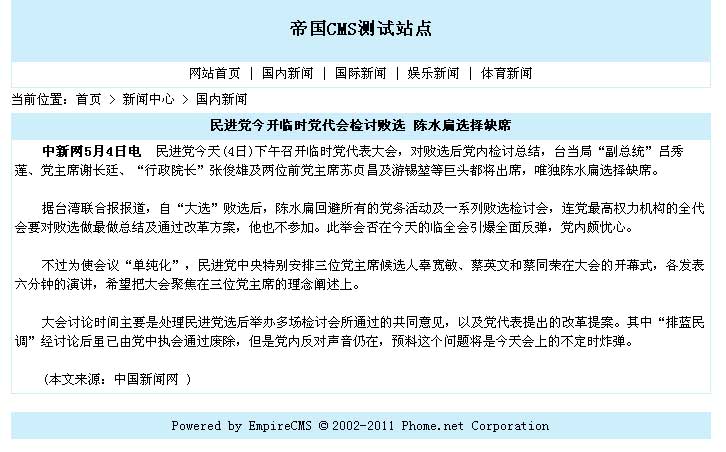 帝国CMS测试站点
网站首页 | 国内新闻 | 国际新闻 | 娱乐新闻 | 体育新闻
当前位置：首页 > 新闻中心 > 国内新闻
民进党今开临时党代会检讨败选 陈水扁选择缺席
中新网5月4日电　民进党今天(4日)下午召开临时党代表大会，对败选后党内检讨总结，台当局“副总统”吕秀
莲、党主席谢长廷、“行政院长”张俊雄及两位前党主席苏贞昌及游锡堃等巨头都将出席，唯独陈水扁选择缺席。
据台湾联合报报道，自“大选”败选后，陈水扁回避所有的党务活动及一系列败选检讨会，连党最高权力机构的全代
会要对败选做最做总结及通过改革方案，他也不参加。此举会否在今天的临全会引爆全面反弹，党内颇忧心。
不过为使会议“单纯化”，民进党中央特别安排三位党主席候选人辜宽敏、蔡英文和蔡同荣在大会的开幕式，各发表
六分钟的演讲，希望把大会聚焦在三位党主席的理念阐述上。
大会讨论时间主要是处理民进党选后举办多场检讨会所通过的共同意见，以及党代表提出的改革提案。其中“排蓝民
调”经讨论后虽已由党中执会通过废除，但是党内反对声音仍在，预料这个问题将是今天会上的不定时炸弹。
(本文来源：中国新闻网 )
Powered by EmpireCMS © 2002-2011 Phome.net Corporation